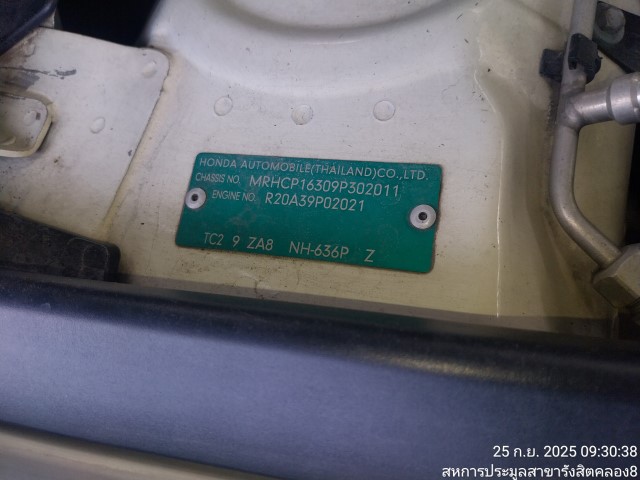 HONDA AUTOMOBILE(THAILAND)CO.,LTD.
CHASSIS NO. MRHCP16309P302011
ENGINE NO. R20A39P02021
TC2 9 ZA8 NH-636P Z
25 ก.ย. 2025 09:30:38
สหการประมูลสาขารังสิตคลอง8